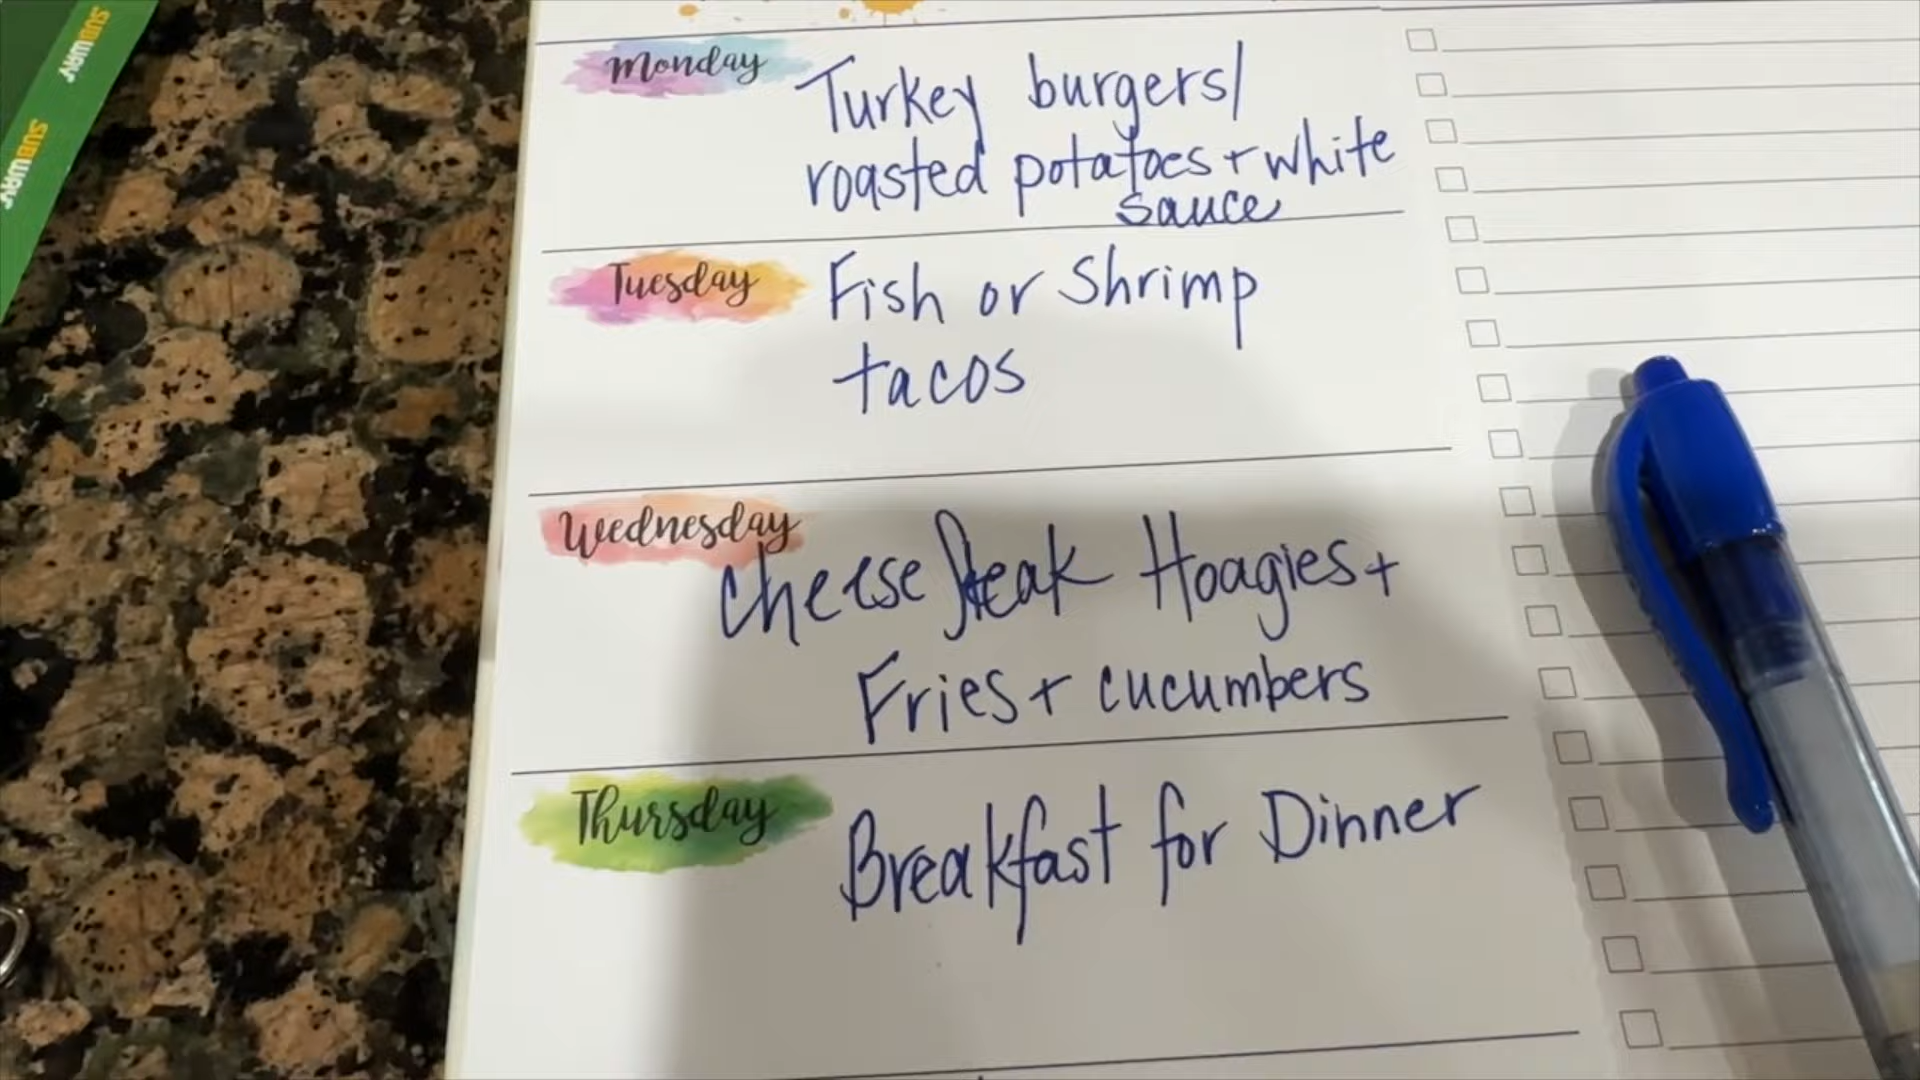 SUBWAY
SUBWAY
Monday
Turkey burgers/
roasted potatoes + white
sauce
Tuesday
Fish or Shrimp
tacos
Wednesday
Cheese Steak Hoagies +
Fries + cucumbers
Thursday
Breakfast for Dinner